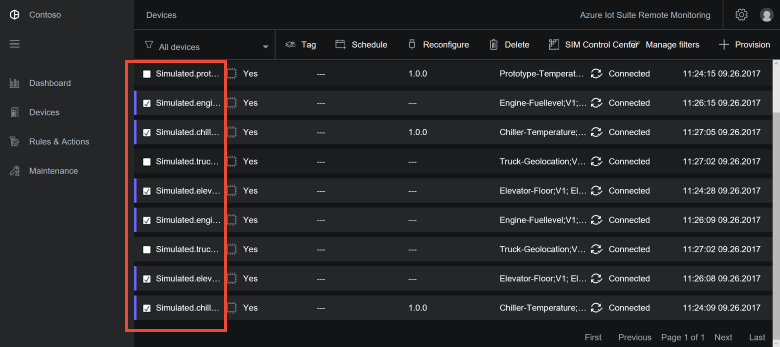 Contoso
Devices
Azure Iot Suite Remote Monitoring
All devices
Tag
Schedule
Reconfigure
Delete
SIM Control Center
Manage filters
Provision
Dashboard
Devices
Rules & Actions
Maintenance
Simulated.prot... Yes --- 1.0.0 Prototype-Temperat... Connected 11:24:15 09.26.2017
Simulated.engi... Yes --- --- Engine-Fuellevel;V1;... Connected 11:26:15 09.26.2017
Simulated.chill... Yes --- 1.0.0 Chiller-Temperature;... Connected 11:27:05 09.26.2017
Simulated.truc... Yes --- --- Truck-Geolocation;V... Connected 11:27:02 09.26.2017
Simulated.elev... Yes --- --- Elevator-Floor;V1; El... Connected 11:24:28 09.26.2017
Simulated.engi... Yes --- --- Engine-Fuellevel;V1;... Connected 11:26:09 09.26.2017
Simulated.truc... Yes --- --- Truck-Geolocation;V... Connected 11:27:02 09.26.2017
Simulated.elev... Yes --- --- Elevator-Floor;V1; El... Connected 11:26:08 09.26.2017
Simulated.chill... Yes --- 1.0.0 Chiller-Temperature;... Connected 11:24:09 09.26.2017
First Previous Page 1 of 1 Next Last